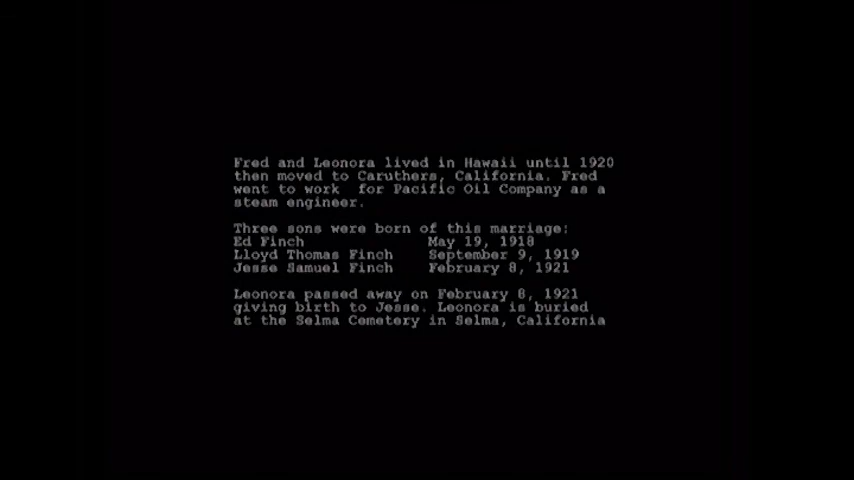 Fred and Leonora lived in Hawaii until 1920
then moved to Caruthers, California. Fred
went to work  for Pacific Oil Company as a
steam engineer.

Three sons were born of this marriage:
Ed Finch              May 19, 1918
Lloyd Thomas Finch    September 9, 1919
Jesse Samuel Finch    February 8, 1921

Leonora passed away on February 8, 1921
giving birth to Jesse. Leonora is buried
at the Selma Cemetery in Selma, California